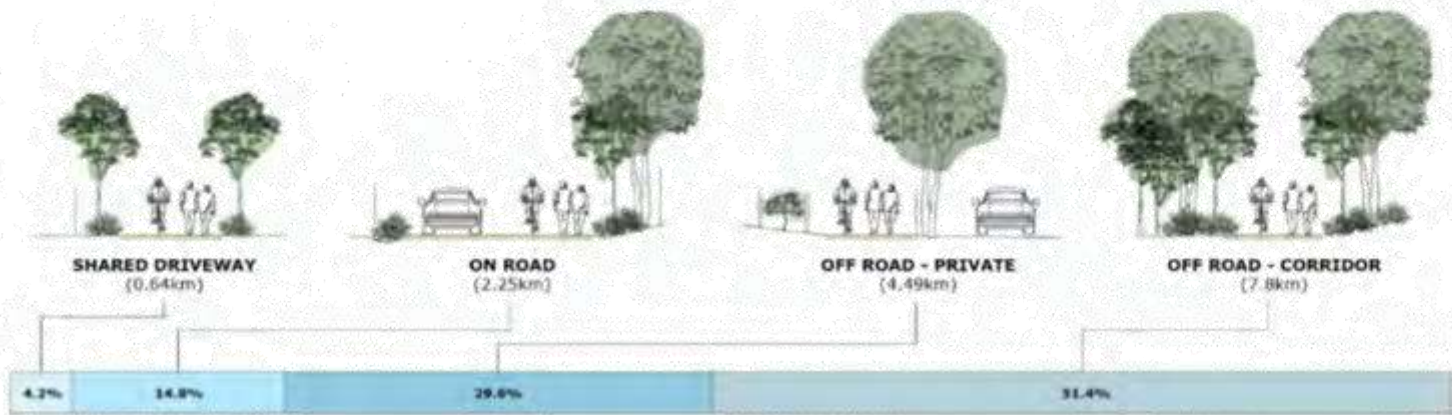 SHARED DRIVEWAY
(0.64km)
ON ROAD
(2.25km)
OFF ROAD - PRIVATE
(4.49km)
OFF ROAD - CORRIDOR
(7.8km)
4.2%
14.8%
29.6%
51.4%